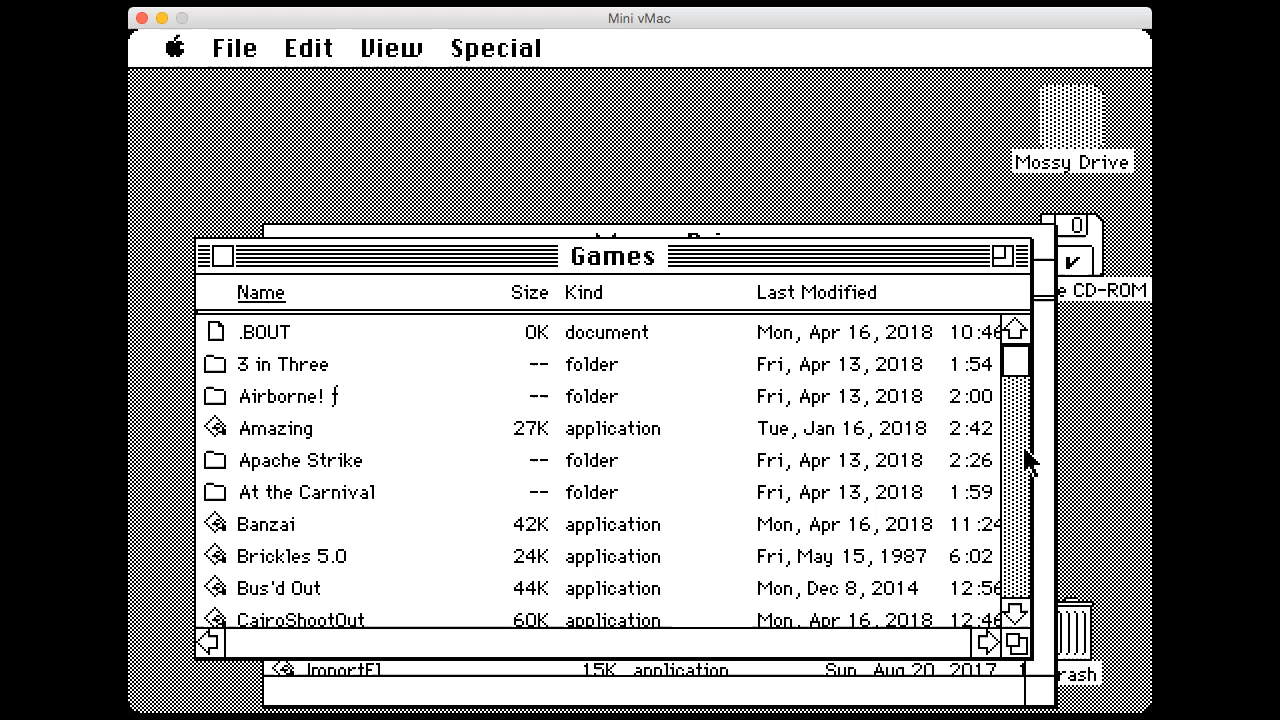 Mini vMac
File Edit View Special
Mossy Drive
0
Games
e CD-ROM
Name Size Kind Last Modified
.BOUT 0K document Mon, Apr 16, 2018 10:46
3 in Three -- folder Fri, Apr 13, 2018 1:54
Airborne! ƒ -- folder Fri, Apr 13, 2018 2:00
Amazing 27K application Tue, Jan 16, 2018 2:42
Apache Strike -- folder Fri, Apr 13, 2018 2:26
At the Carnival -- folder Fri, Apr 13, 2018 1:59
Banzai 42K application Mon, Apr 16, 2018 11:24
Brickles 5.0 24K application Fri, May 15, 1987 6:02
Bus'd Out 44K application Mon, Dec 8, 2014 12:56
CairoShootOut 60K application Mon, Apr 16, 2018 12:46
ImportFl 15K application Sun, Aug 20, 2017 1
rash